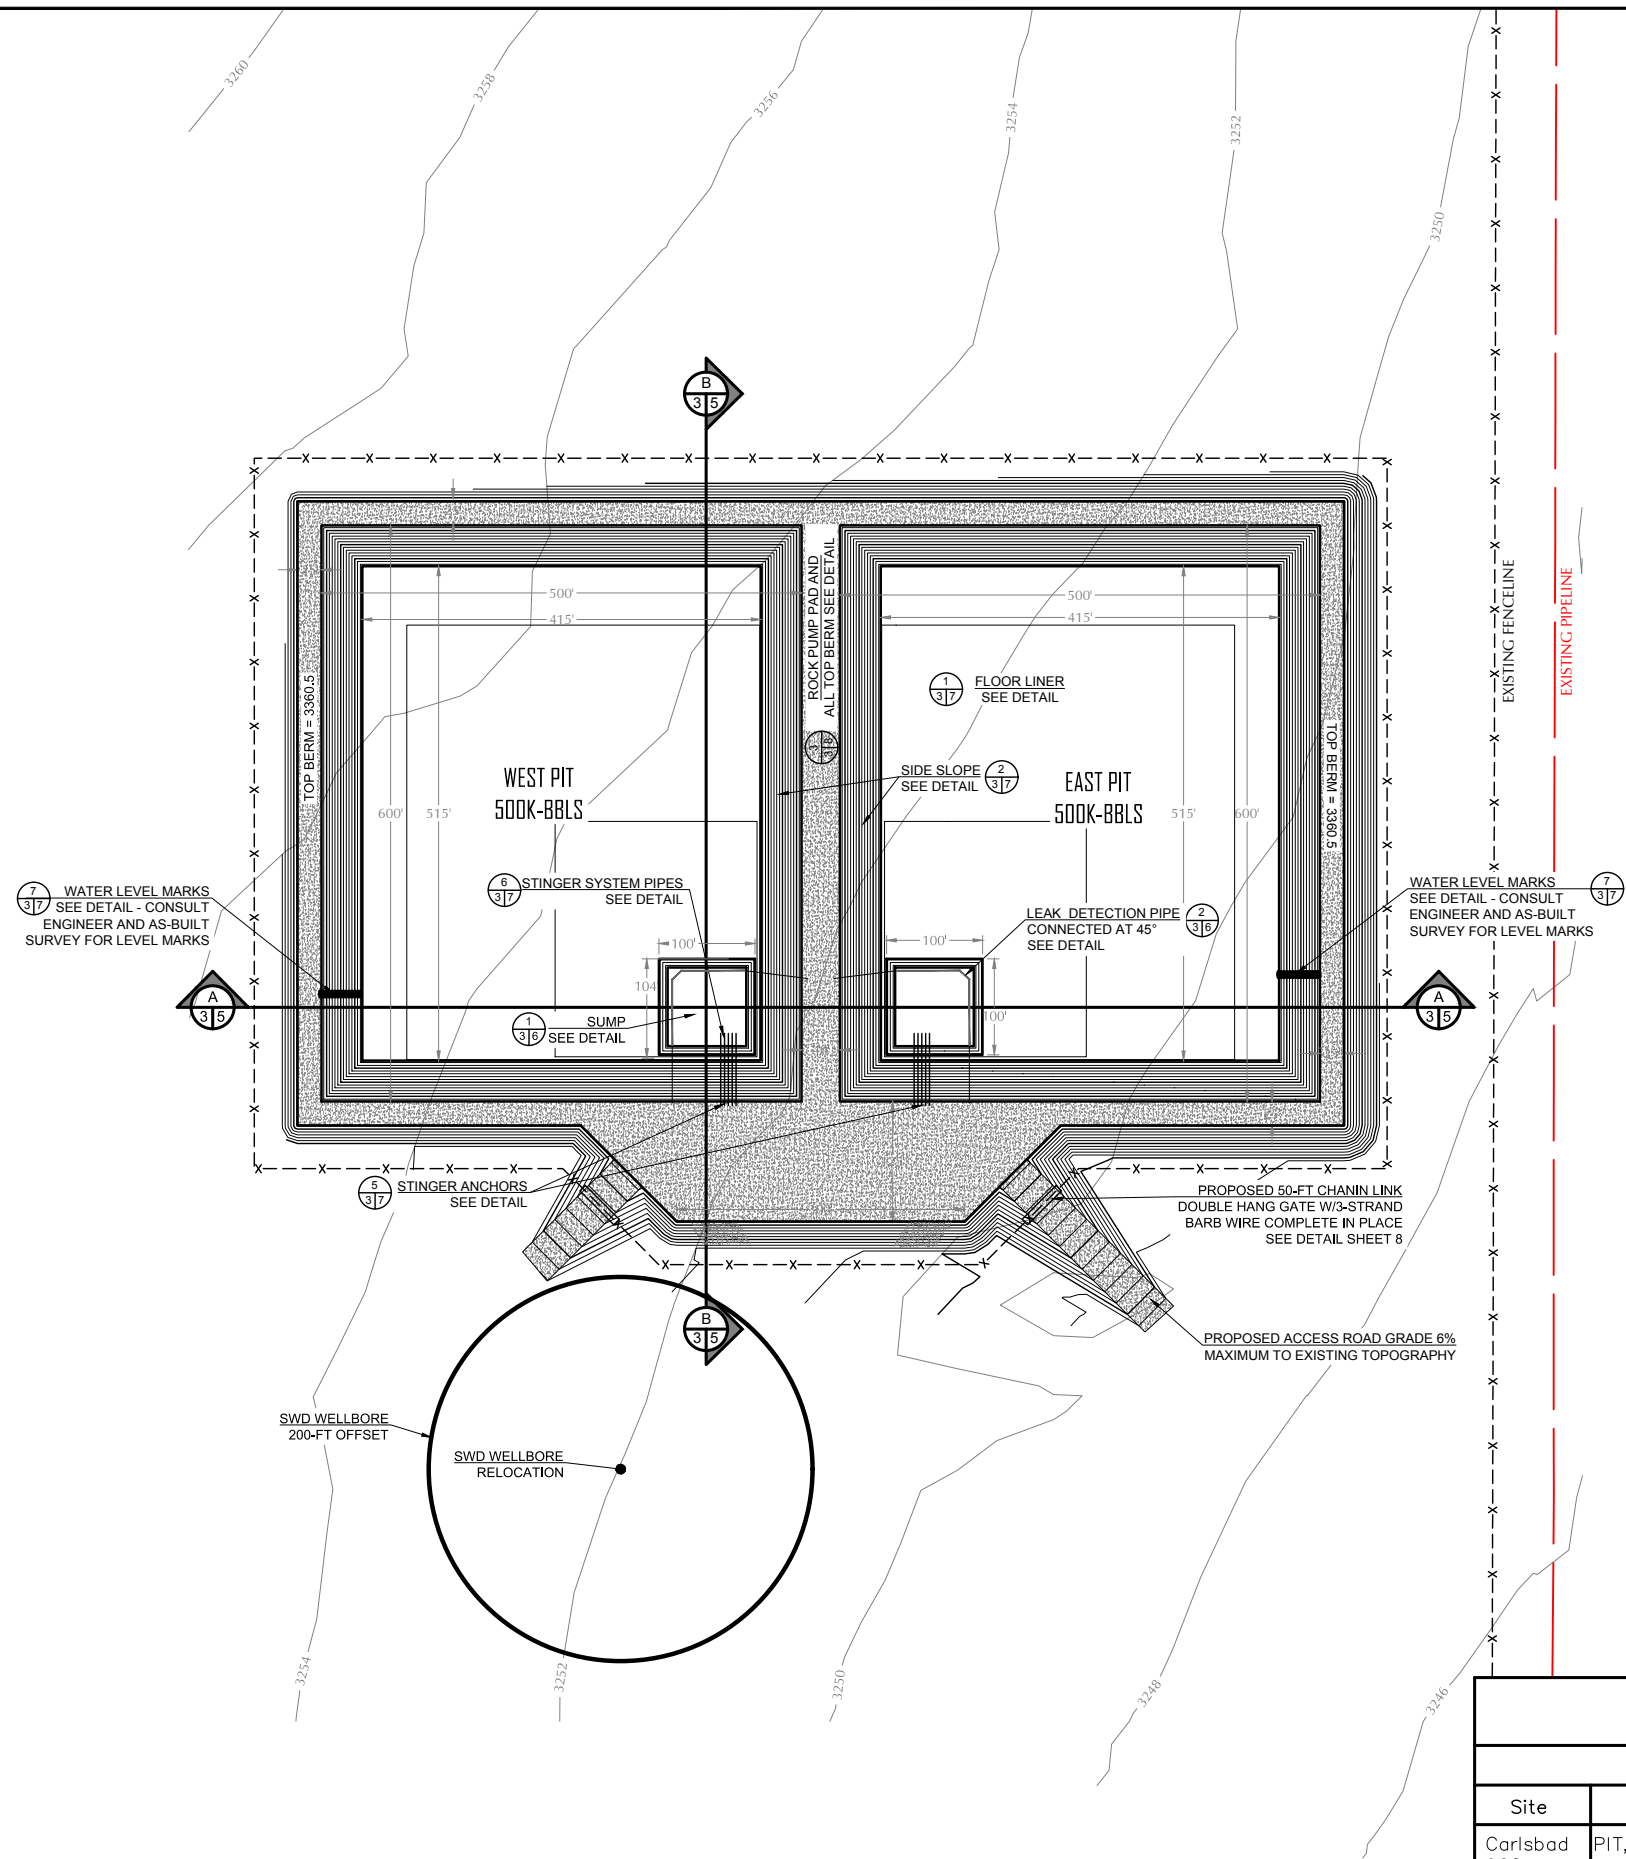 3260
3258
3256
3254
3252
3250
B
3 5
EXISTING FENCELINE
EXISTING PIPELINE
500'
415'
500'
415'
ROCK PUMP PAD AND
ALL TOP BERM SEE DETAIL
3
3 8
1
3 7
FLOOR LINER
SEE DETAIL
TOP BERM = 3360.5
TOP BERM = 3360.5
WEST PIT
500K-BBLS
SIDE SLOPE
SEE DETAIL
2
3 7
EAST PIT
500K-BBLS
600'
515'
515'
600'
7
3 7
WATER LEVEL MARKS
SEE DETAIL - CONSULT
ENGINEER AND AS-BUILT
SURVEY FOR LEVEL MARKS
6
3 7
STINGER SYSTEM PIPES
SEE DETAIL
LEAK DETECTION PIPE
CONNECTED AT 45°
SEE DETAIL
2
3 6
WATER LEVEL MARKS
SEE DETAIL - CONSULT
ENGINEER AND AS-BUILT
SURVEY FOR LEVEL MARKS
7
3 7
100'
100'
104'
100'
A
3 5
1
3 6
SUMP
SEE DETAIL
A
3 5
5
3 7
STINGER ANCHORS
SEE DETAIL
PROPOSED 50-FT CHANIN LINK
DOUBLE HANG GATE W/3-STRAND
BARB WIRE COMPLETE IN PLACE
SEE DETAIL SHEET 8
B
3 5
PROPOSED ACCESS ROAD GRADE 6%
MAXIMUM TO EXISTING TOPOGRAPHY
SWD WELLBORE
200-FT OFFSET
SWD WELLBORE
RELOCATION
3254
3252
3250
3248
3246
Site
Carlsbad
PIT,